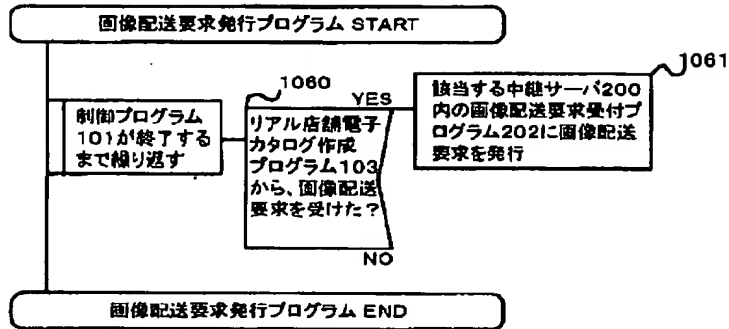 画像配送要求発行プログラム START
制御プログラム
101が終了する
まで繰り返す
1060
YES
リアル店舗電子
カタログ作成
プログラム103
から、画像配送
要求を受けた？
NO
1061
該当する中継サーバ200
内の画像配送要求受付プ
ログラム202に画像配送
要求を発行
画像配送要求発行プログラム END